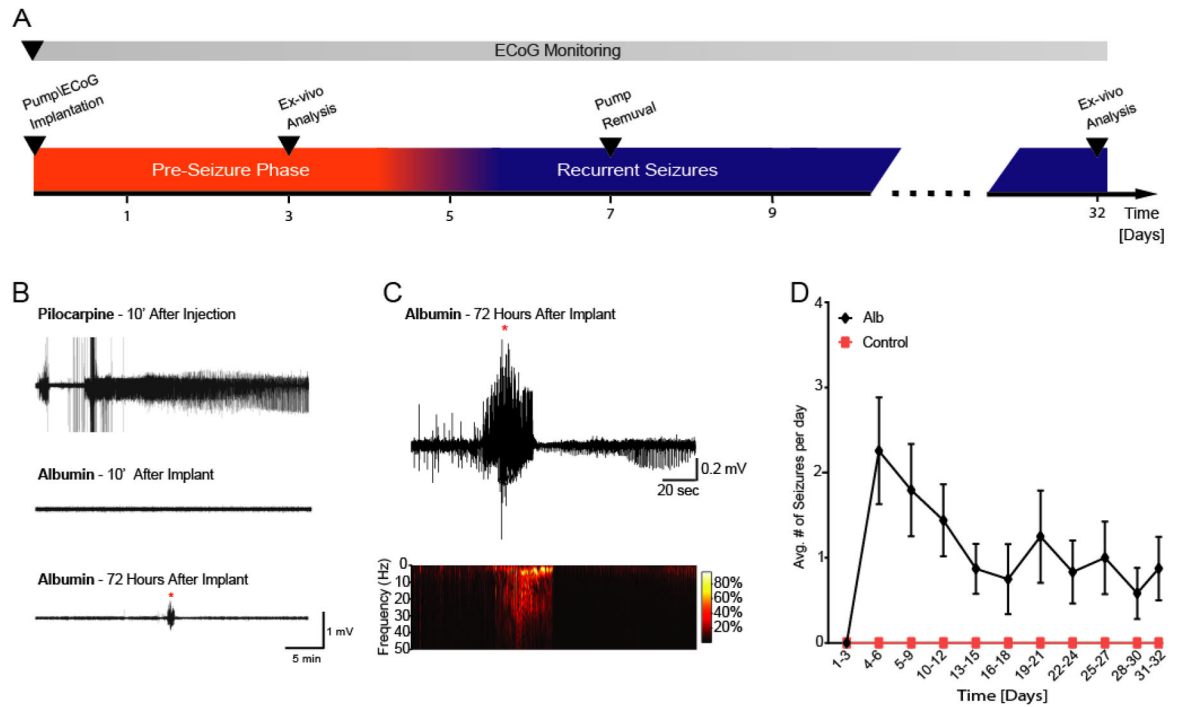 A
ECoG Monitoring
Pump\ECoG
Implantation
Ex-vivo
Analysis
Pump
Remuval
Ex-vivo
Analysis
Pre-Seizure Phase
Recurrent Seizures
1
3
5
7
9
32
Time
[Days]
B
Pilocarpine - 10' After Injection
Albumin - 10' After Implant
Albumin - 72 Hours After Implant
*
1 mV
5 min
C
Albumin - 72 Hours After Implant
*
0.2 mV
20 sec
Frequency (Hz)
0
10
20
30
40
50
80%
60%
40%
20%
D
Alb
Control
Avg. # of Seizures per day
4
3
2
1
0
1-3
4-6
5-9
10-12
13-15
16-18
19-21
22-24
25-27
28-30
31-32
Time [Days]